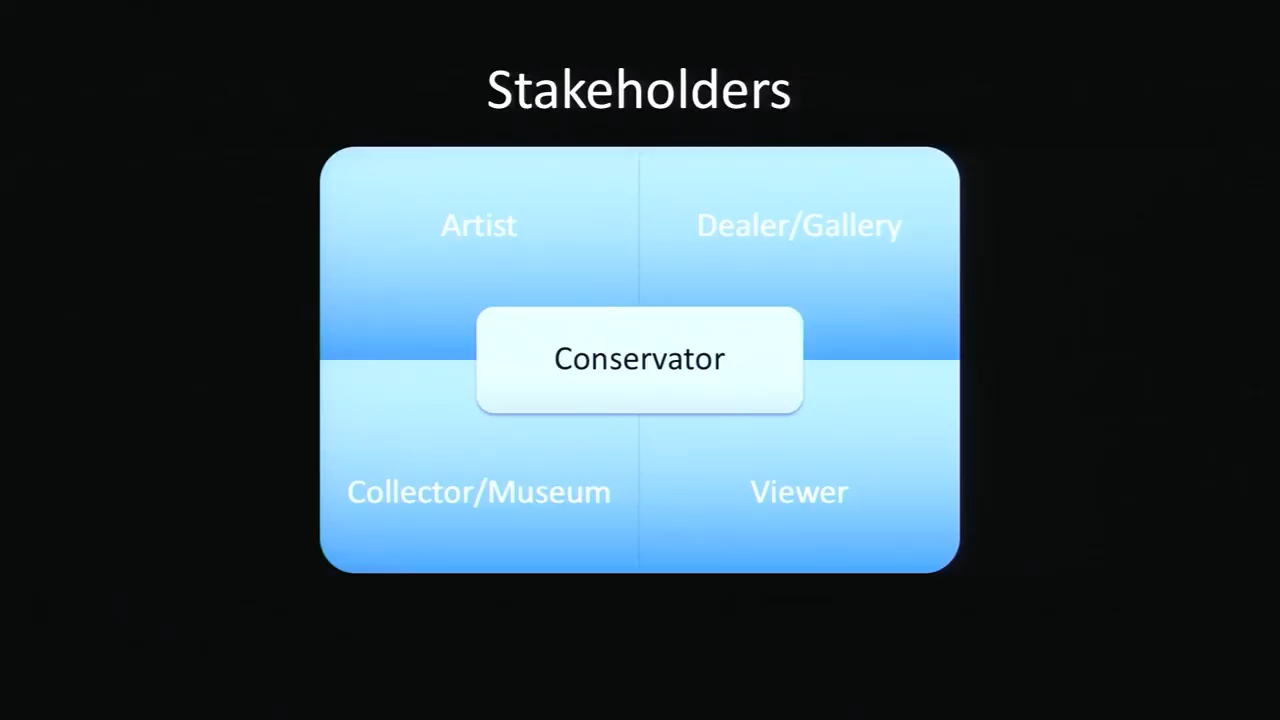 Stakeholders
Artist
Dealer/Gallery
Conservator
Collector/Museum
Viewer